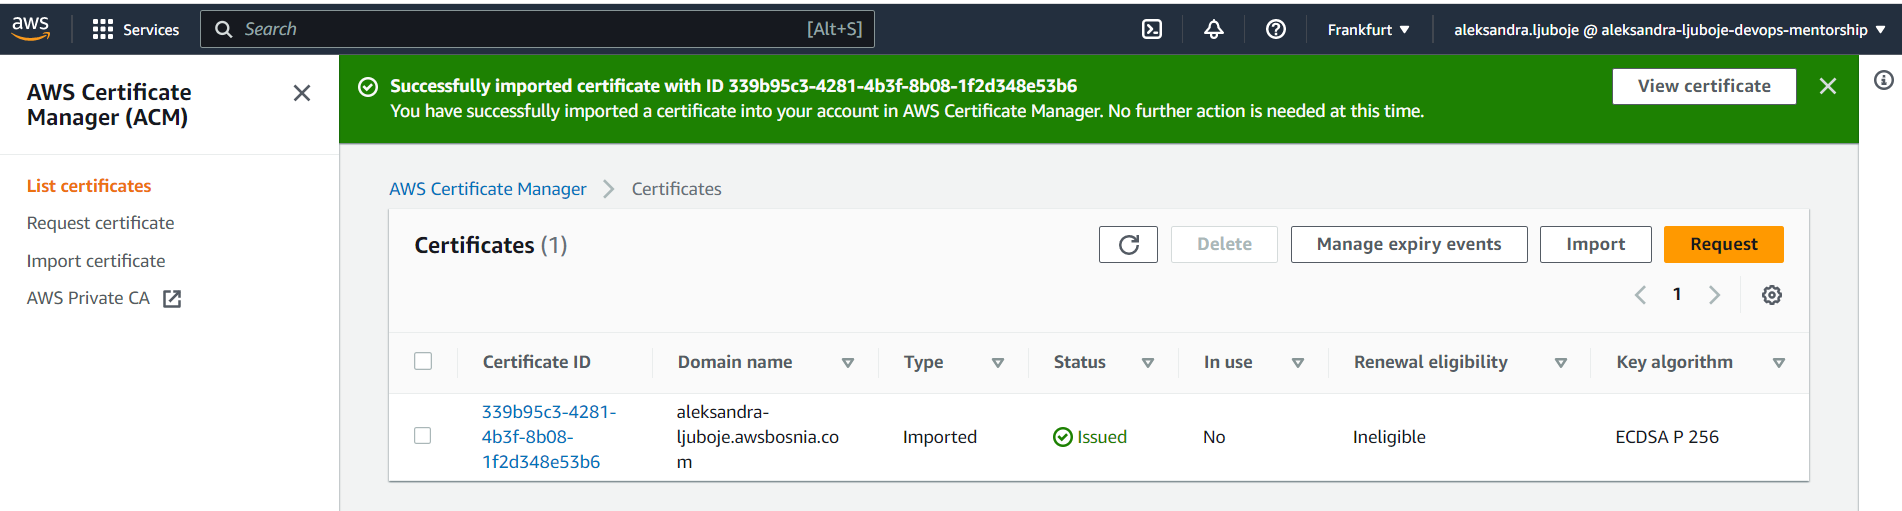 aws
Services
Search
[Alt+S]
Frankfurt
aleksandra.ljuboje @ aleksandra-ljuboje-devops-mentorship
AWS Certificate
Manager (ACM)
List certificates
Request certificate
Import certificate
AWS Private CA
Successfully imported certificate with ID 339b95c3-4281-4b3f-8b08-1f2d348e53b6
You have successfully imported a certificate into your account in AWS Certificate Manager. No further action is needed at this time.
View certificate
AWS Certificate Manager
Certificates
Certificates (1)
Delete
Manage expiry events
Import
Request
1
Certificate ID
Domain name
Type
Status
In use
Renewal eligibility
Key algorithm
339b95c3-4281-
4b3f-8b08-
1f2d348e53b6
aleksandra-
ljuboje.awsbosnia.co
m
Imported
Issued
No
Ineligible
ECDSA P 256